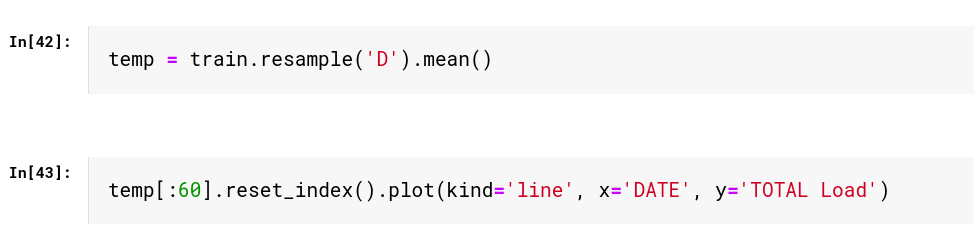 In[42]:
temp = train.resample('D').mean()
In[43]:
temp[:60].reset_index().plot(kind='line', x='DATE', y='TOTAL Load')